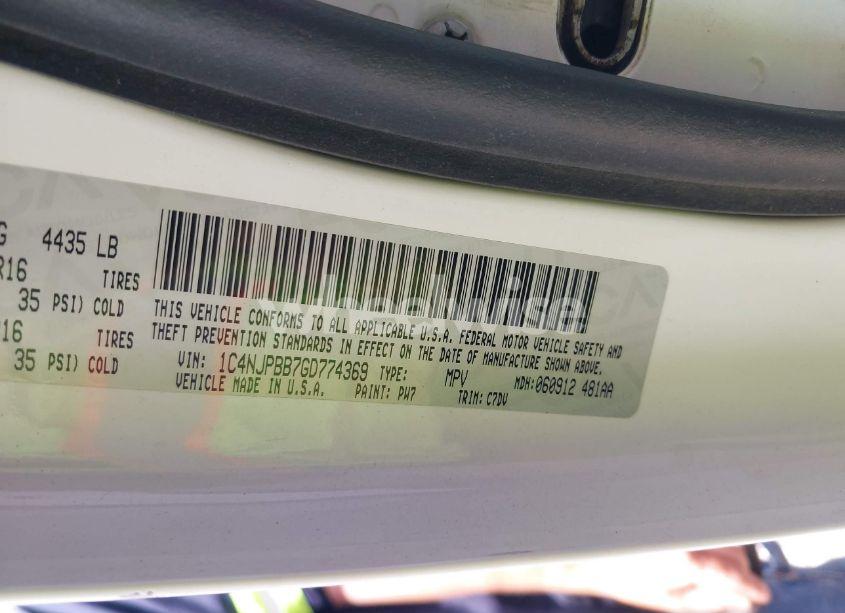 G 4435 LB
R16 TIRES
35 PSI) COLD
R16 TIRES
35 PSI) COLD
THIS VEHICLE CONFORMS TO ALL APPLICABLE U.S.A. FEDERAL MOTOR VEHICLE SAFETY AND
THEFT PREVENTION STANDARDS IN EFFECT ON THE DATE OF MANUFACTURE SHOWN ABOVE.
VIN: 1C4NJPBB7GD774369 TYPE: MPV MDH: 060912 481AA
VEHICLE MADE IN U.S.A. PAINT: PW7 TRIM: C7DV
wheelwise